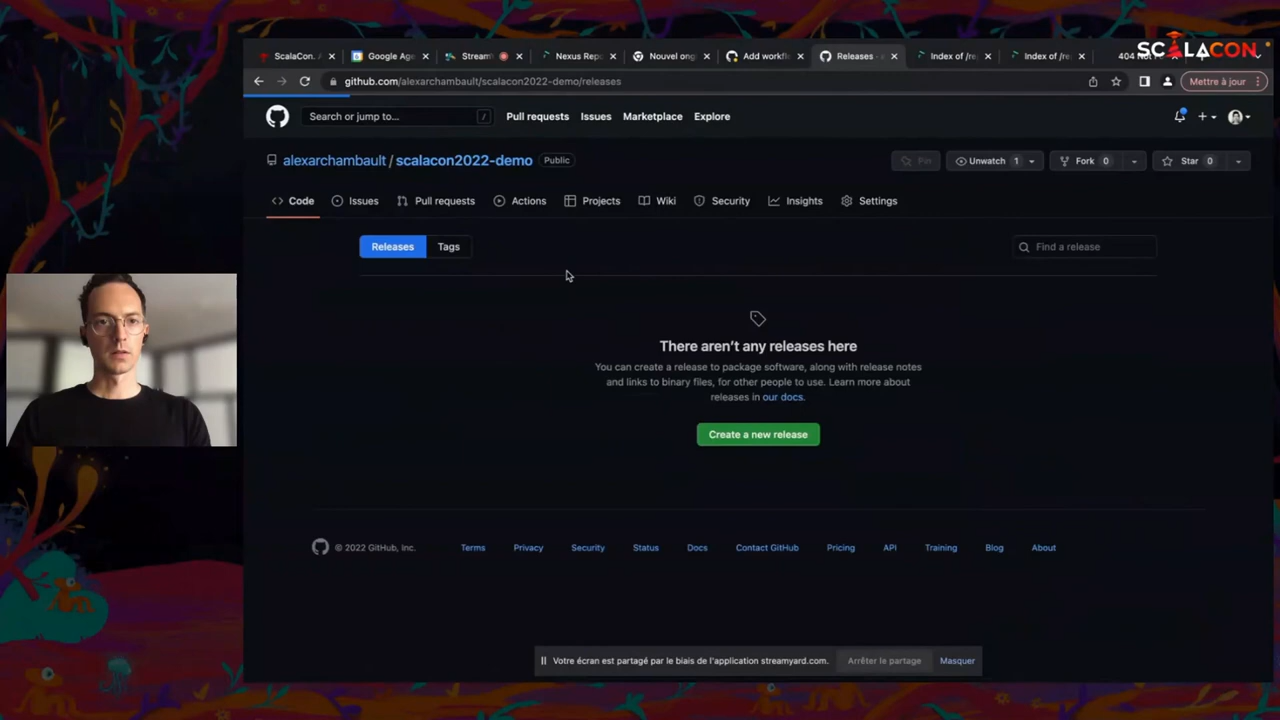 ScalaCon. A
Google Age
Stream
Nexus Repo
Nouvel ong
Add workfl
Releases ·
Index of /re
Index of /re
404 Not F
SCALACON.
github.com/alexarchambault/scalacon2022-demo/releases
Mettre à jour
Search or jump to... /
Pull requests
Issues
Marketplace
Explore
alexarchambault / scalacon2022-demo Public
Pin
Unwatch 1
Fork 0
Star 0
Code
Issues
Pull requests
Actions
Projects
Wiki
Security
Insights
Settings
Releases
Tags
Find a release
There aren't any releases here
You can create a release to package software, along with release notes
and links to binary files, for other people to use. Learn more about
releases in our docs.
Create a new release
© 2022 GitHub, Inc.
Terms
Privacy
Security
Status
Docs
Contact GitHub
Pricing
API
Training
Blog
About
Votre écran est partagé par le biais de l'application streamyard.com.
Arrêter le partage
Masquer